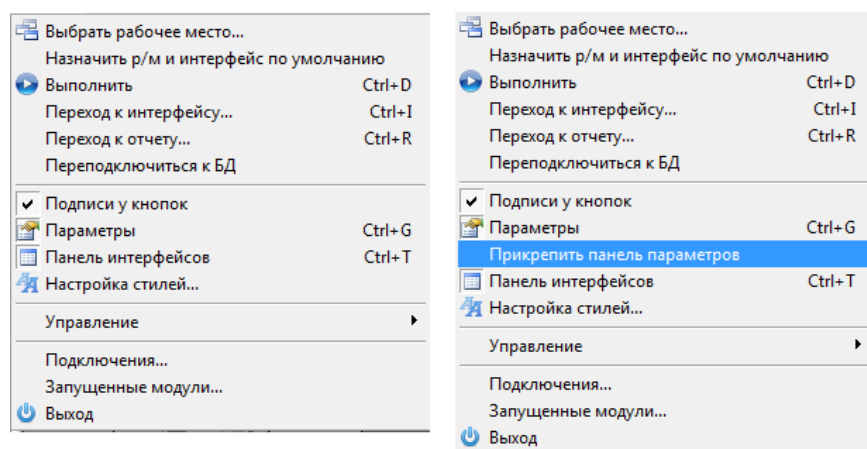 Выбрать рабочее место...
Назначить р/м и интерфейс по умолчанию
Выполнить Ctrl+D
Переход к интерфейсу... Ctrl+I
Переход к отчету... Ctrl+R
Переподключиться к БД
Подписи у кнопок
Параметры Ctrl+G
Панель интерфейсов Ctrl+T
Настройка стилей...
Управление
Подключения...
Запущенные модули...
Выход
Выбрать рабочее место...
Назначить р/м и интерфейс по умолчанию
Выполнить Ctrl+D
Переход к интерфейсу... Ctrl+I
Переход к отчету... Ctrl+R
Переподключиться к БД
Подписи у кнопок
Параметры Ctrl+G
Прикрепить панель параметров
Панель интерфейсов Ctrl+T
Настройка стилей...
Управление
Подключения...
Запущенные модули...
Выход